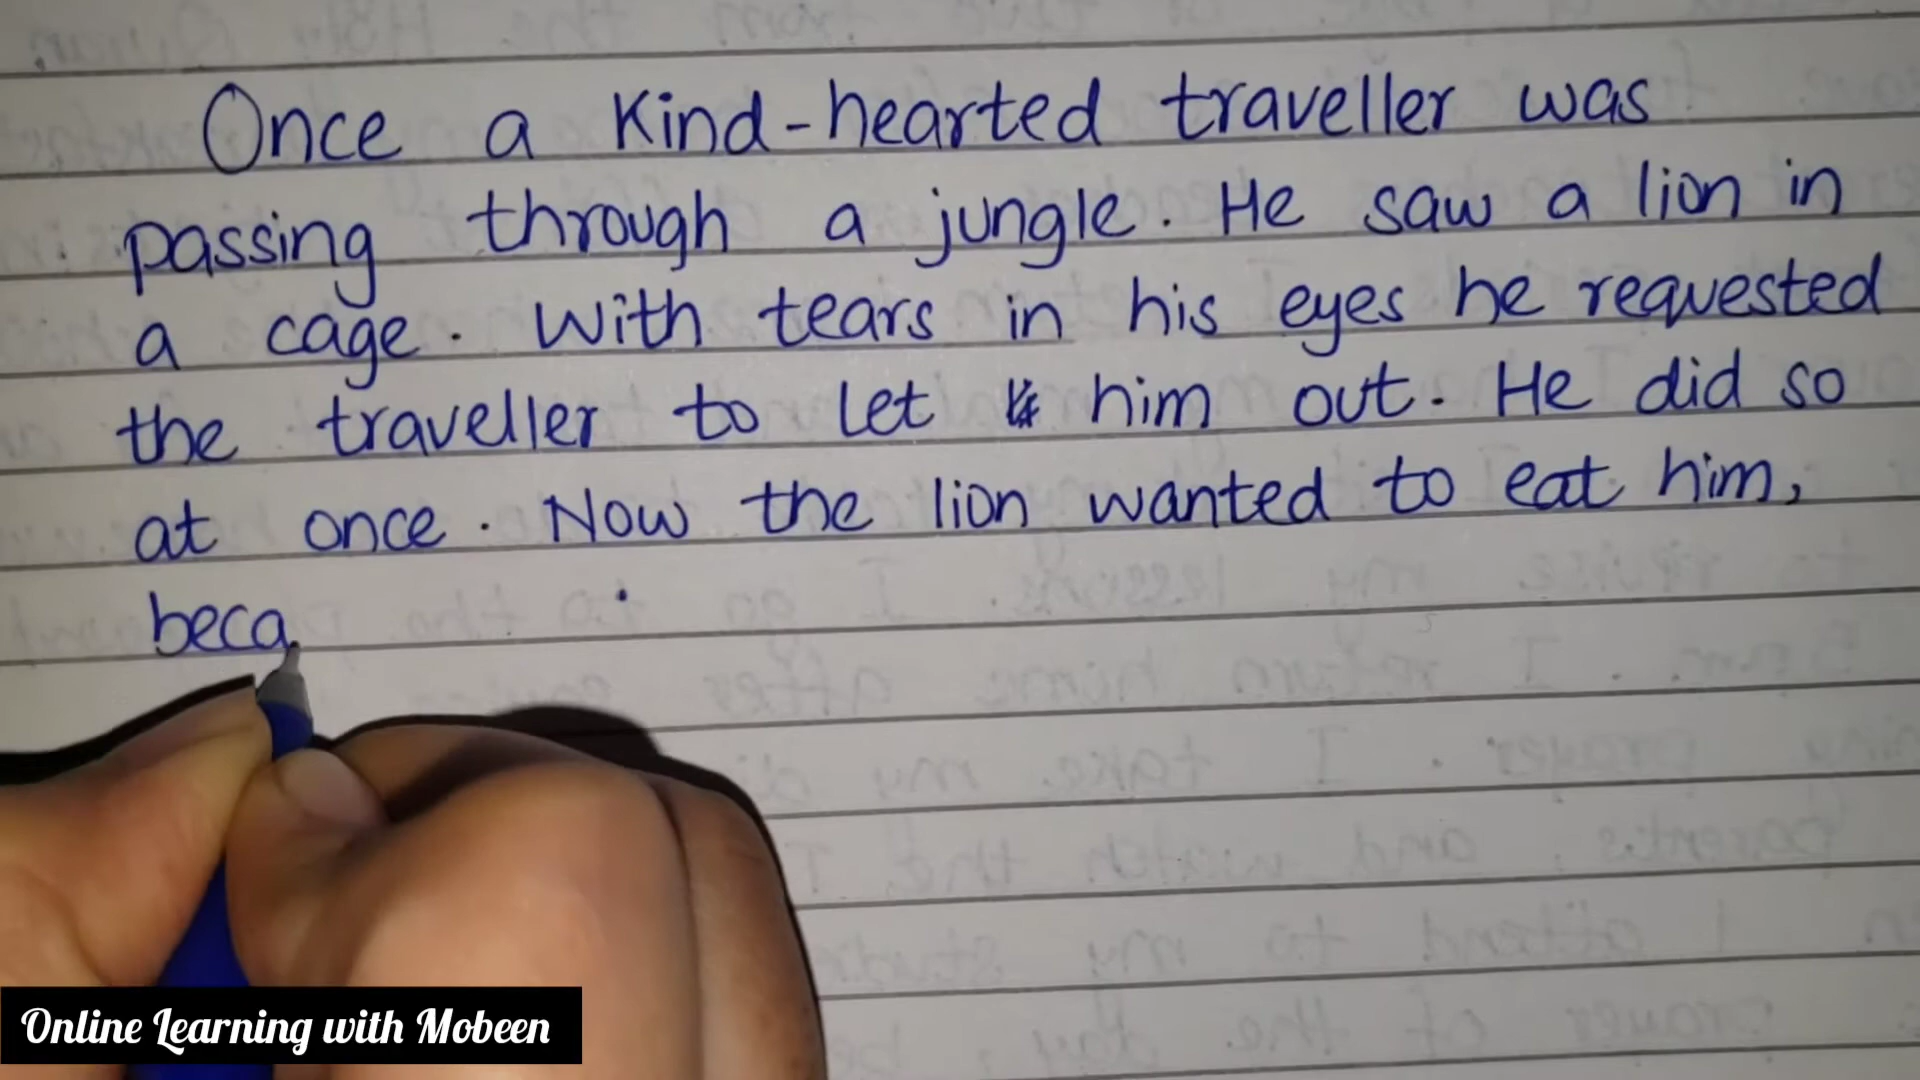 Once a Kind-hearted traveller was
passing through a jungle. He saw a lion in
a cage. With tears in his eyes he requested
the traveller to let him out. He did so
at once. Now the lion wanted to eat him,
beca
Online Learning with Mobeen